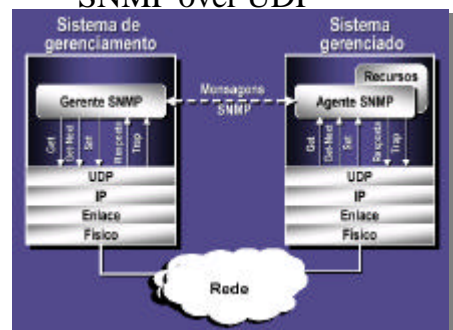 SNMP over UDP
Sistema de
gerenciamento
Sistema
gerenciado
Recursos
Gerente SNMP
Mensagens
SNMP
Agente SNMP
Get
Get-Next
Set
Resposta
Trap
Get
Get-Next
Set
Resposta
Trap
UDP
IP
Enlace
Físico
UDP
IP
Enlace
Físico
Rede